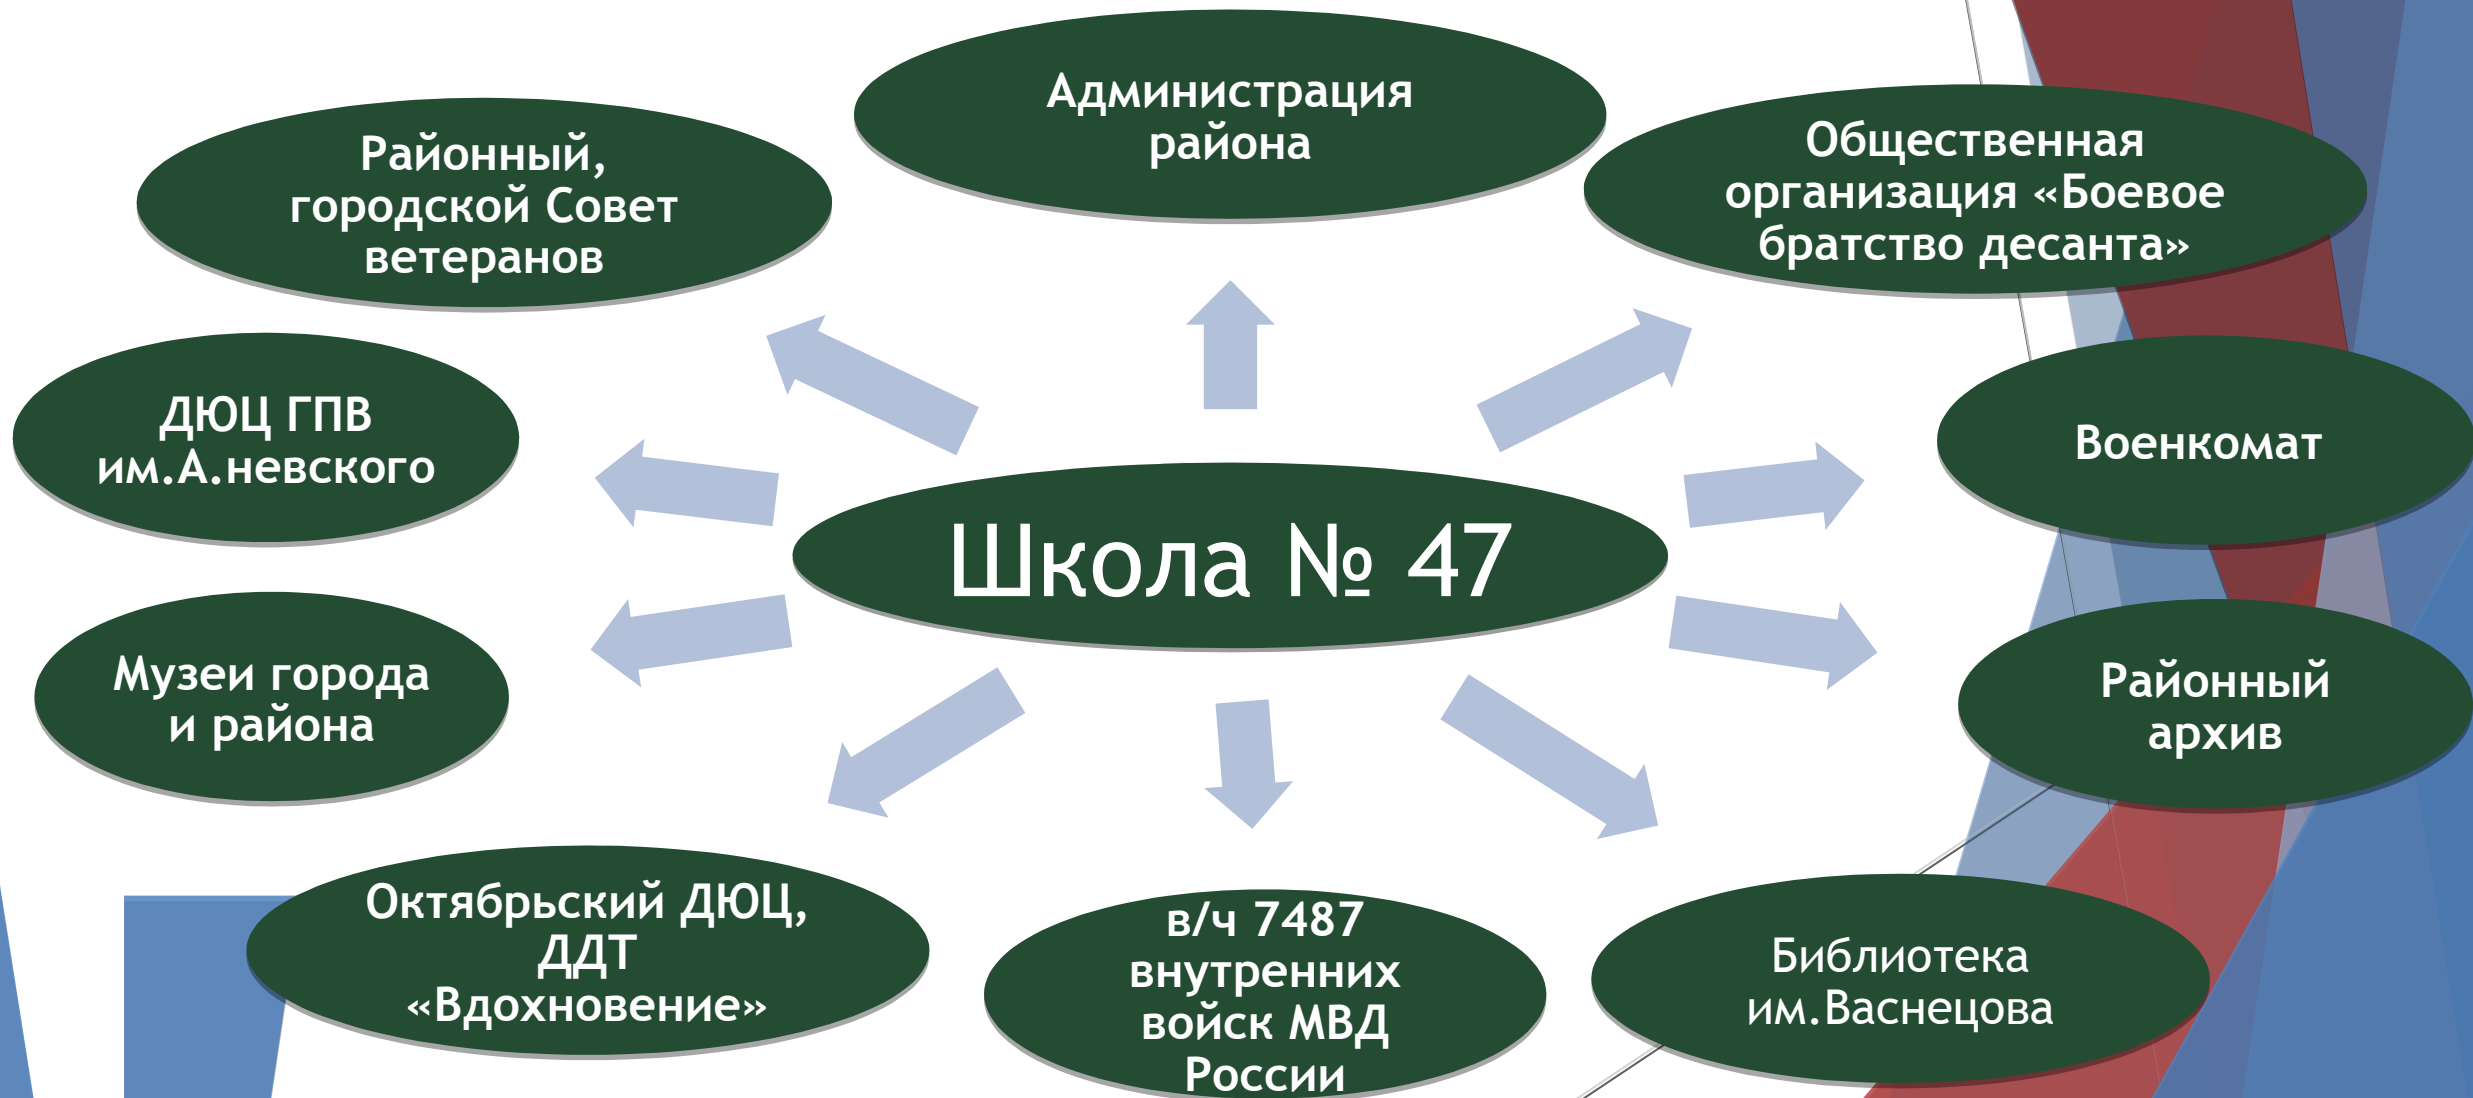 Администрация
района
Районный,
городской Совет
ветеранов
Общественная
организация «Боевое
братство десанта»
ДЮЦ ГПВ
им.А.невского
Военкомат
Школа № 47
Музеи города
и района
Районный
архив
Октябрьский ДЮЦ,
ДДТ
«Вдохновение»
в/ч 7487
внутренних
войск МВД
России
Библиотека
им.Васнецова